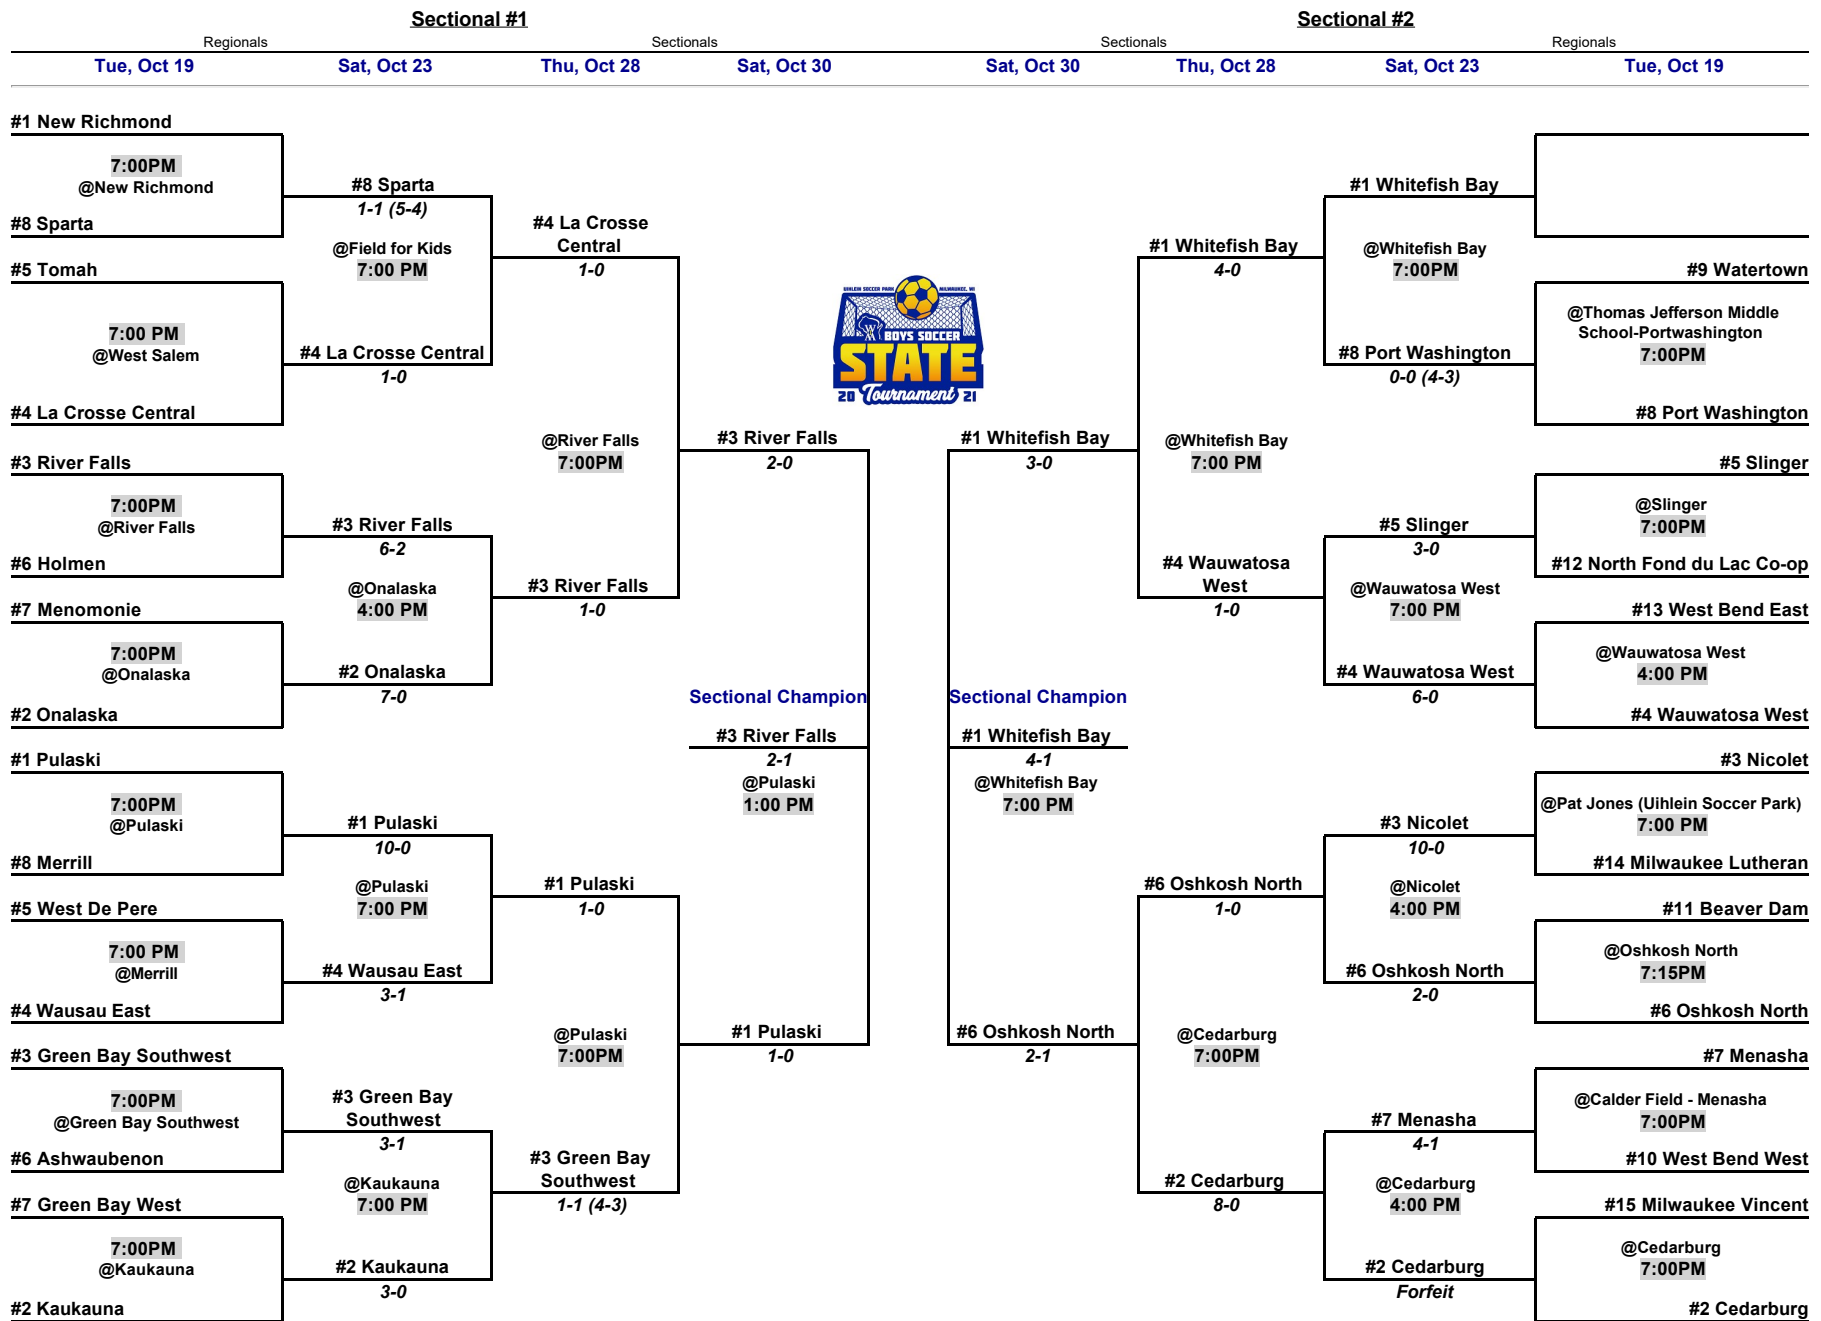 Sectional #1
Sectional #2
Regionals
Sectionals
Sectionals
Regionals
Tue, Oct 19
Sat, Oct 23
Thu, Oct 28
Sat, Oct 30
Sat, Oct 30
Thu, Oct 28
Sat, Oct 23
Tue, Oct 19
#1 New Richmond
7:00PM
@New Richmond
#8 Sparta
#5 Tomah
7:00 PM
@West Salem
#4 La Crosse Central
#3 River Falls
7:00PM
@River Falls
#6 Holmen
#7 Menomonie
7:00PM
@Onalaska
#2 Onalaska
#1 Pulaski
7:00PM
@Pulaski
#8 Merrill
#5 West De Pere
7:00 PM
@Merrill
#4 Wausau East
#3 Green Bay Southwest
7:00PM
@Green Bay Southwest
#6 Ashwaubenon
#7 Green Bay West
7:00PM
@Kaukauna
#2 Kaukauna
#8 Sparta
1-1 (5-4)
@Field for Kids
7:00 PM
#4 La Crosse Central
1-0
#3 River Falls
6-2
@Onalaska
4:00 PM
#2 Onalaska
7-0
#1 Pulaski
10-0
@Pulaski
7:00 PM
#4 Wausau East
3-1
#3 Green Bay
Southwest
3-1
@Kaukauna
7:00 PM
#2 Kaukauna
3-0
#4 La Crosse
Central
1-0
@River Falls
7:00PM
#3 River Falls
1-0
#1 Pulaski
1-0
@Pulaski
7:00PM
#3 Green Bay
Southwest
1-1 (4-3)
#3 River Falls
2-0
Sectional Champion
#3 River Falls
2-1
@Pulaski
1:00 PM
#1 Pulaski
1-0
UIHLEIN SOCCER PARK
MILWAUKEE, WI
BOYS SOCCER
STATE
20 Tournament 21
#1 Whitefish Bay
3-0
Sectional Champion
#1 Whitefish Bay
4-1
@Whitefish Bay
7:00 PM
#6 Oshkosh North
2-1
#1 Whitefish Bay
4-0
@Whitefish Bay
7:00 PM
#4 Wauwatosa
West
1-0
#6 Oshkosh North
1-0
@Cedarburg
7:00PM
#2 Cedarburg
8-0
#1 Whitefish Bay
@Whitefish Bay
7:00PM
#8 Port Washington
0-0 (4-3)
#5 Slinger
3-0
@Wauwatosa West
7:00 PM
#4 Wauwatosa West
6-0
#3 Nicolet
10-0
@Nicolet
4:00 PM
#6 Oshkosh North
2-0
#7 Menasha
4-1
@Cedarburg
4:00 PM
#2 Cedarburg
Forfeit
#9 Watertown
@Thomas Jefferson Middle
School-Portwashington
7:00PM
#8 Port Washington
#5 Slinger
@Slinger
7:00PM
#12 North Fond du Lac Co-op
#13 West Bend East
@Wauwatosa West
4:00 PM
#4 Wauwatosa West
#3 Nicolet
@Pat Jones (Uihlein Soccer Park)
7:00 PM
#14 Milwaukee Lutheran
#11 Beaver Dam
@Oshkosh North
7:15PM
#6 Oshkosh North
#7 Menasha
@Calder Field - Menasha
7:00PM
#10 West Bend West
#15 Milwaukee Vincent
@Cedarburg
7:00PM
#2 Cedarburg